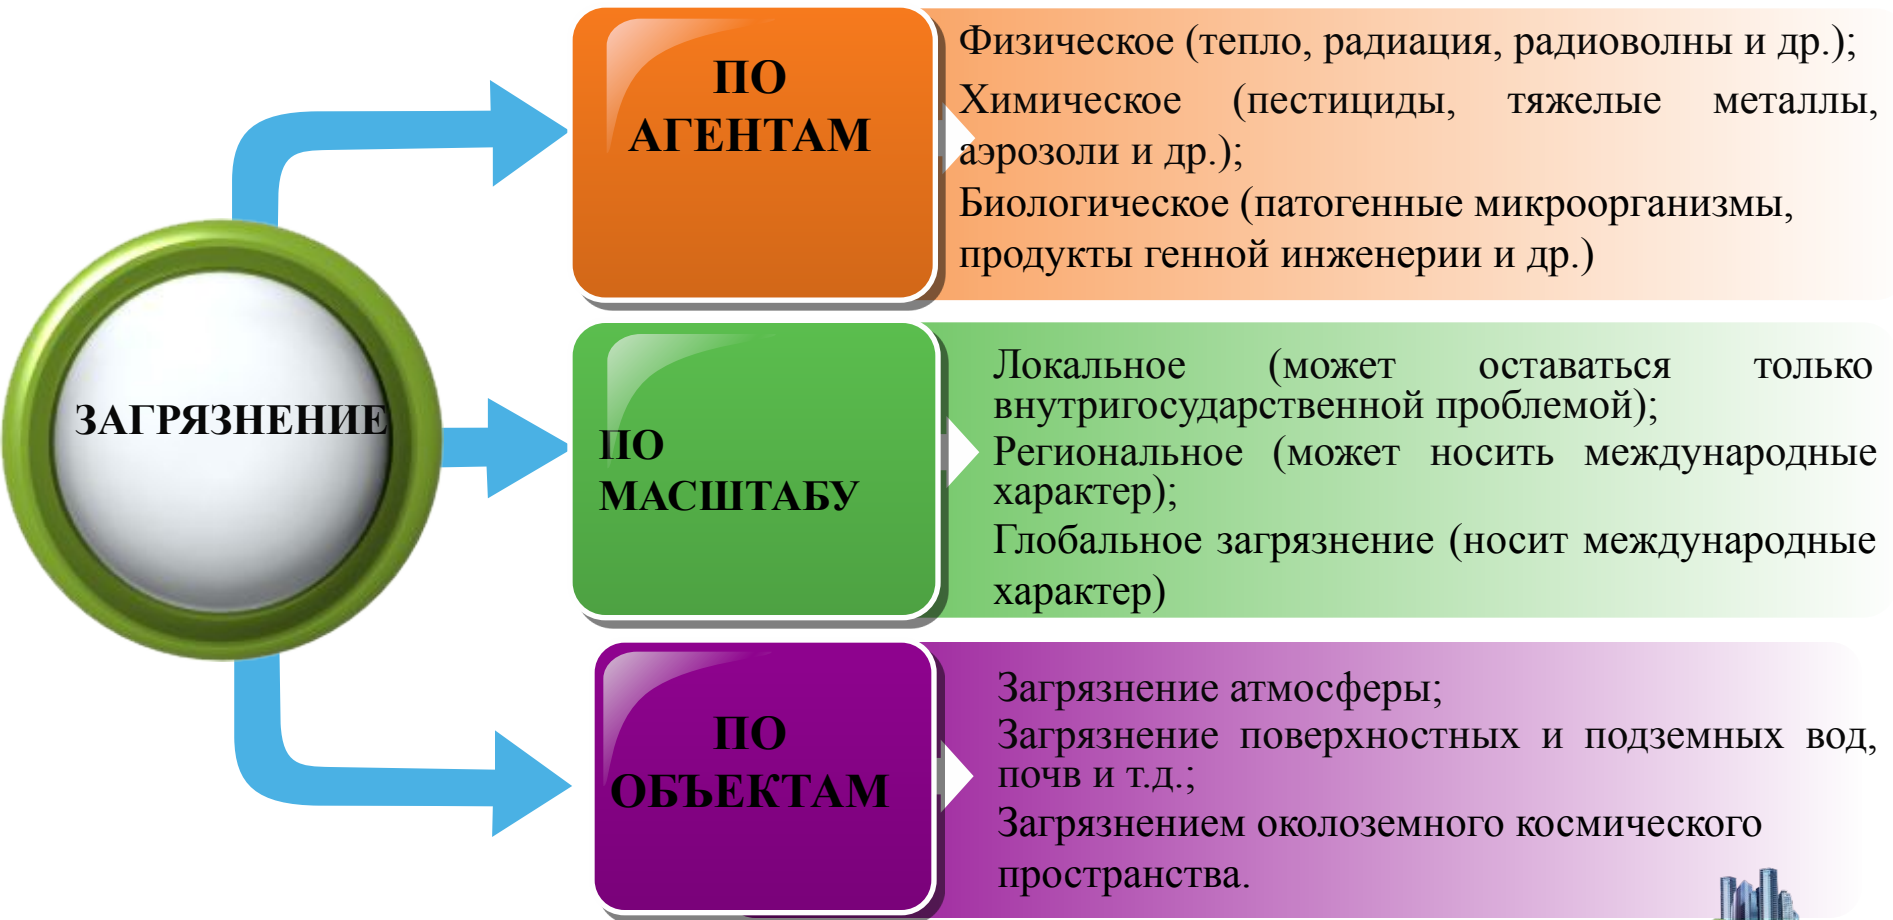 ЗАГРЯЗНЕНИЕ
ПО
АГЕНТАМ
Физическое (тепло, радиация, радиоволны и др.);
Химическое (пестициды, тяжелые металлы,
аэрозоли и др.);
Биологическое (патогенные микроорганизмы,
продукты генной инженерии и др.)
ПО
МАСШТАБУ
Локальное (может оставаться только
внутригосударственной проблемой);
Региональное (может носить международные
характер);
Глобальное загрязнение (носит международные
характер)
ПО
ОБЪЕКТАМ
Загрязнение атмосферы;
Загрязнение поверхностных и подземных вод,
почв и т.д.;
Загрязнением околоземного космического
пространства.